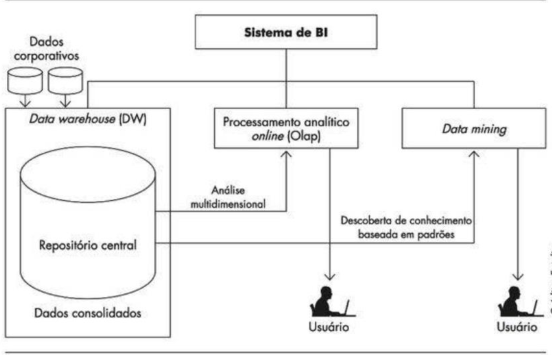 Sistema de BI
Dados
corporativos
Data warehouse (DW)
Processamento analítico
online (Olap)
Data mining
Análise
multidimensional
Descoberta de conhecimento
baseada em padrões
Repositório central
Dados consolidados
Usuário
Usuário